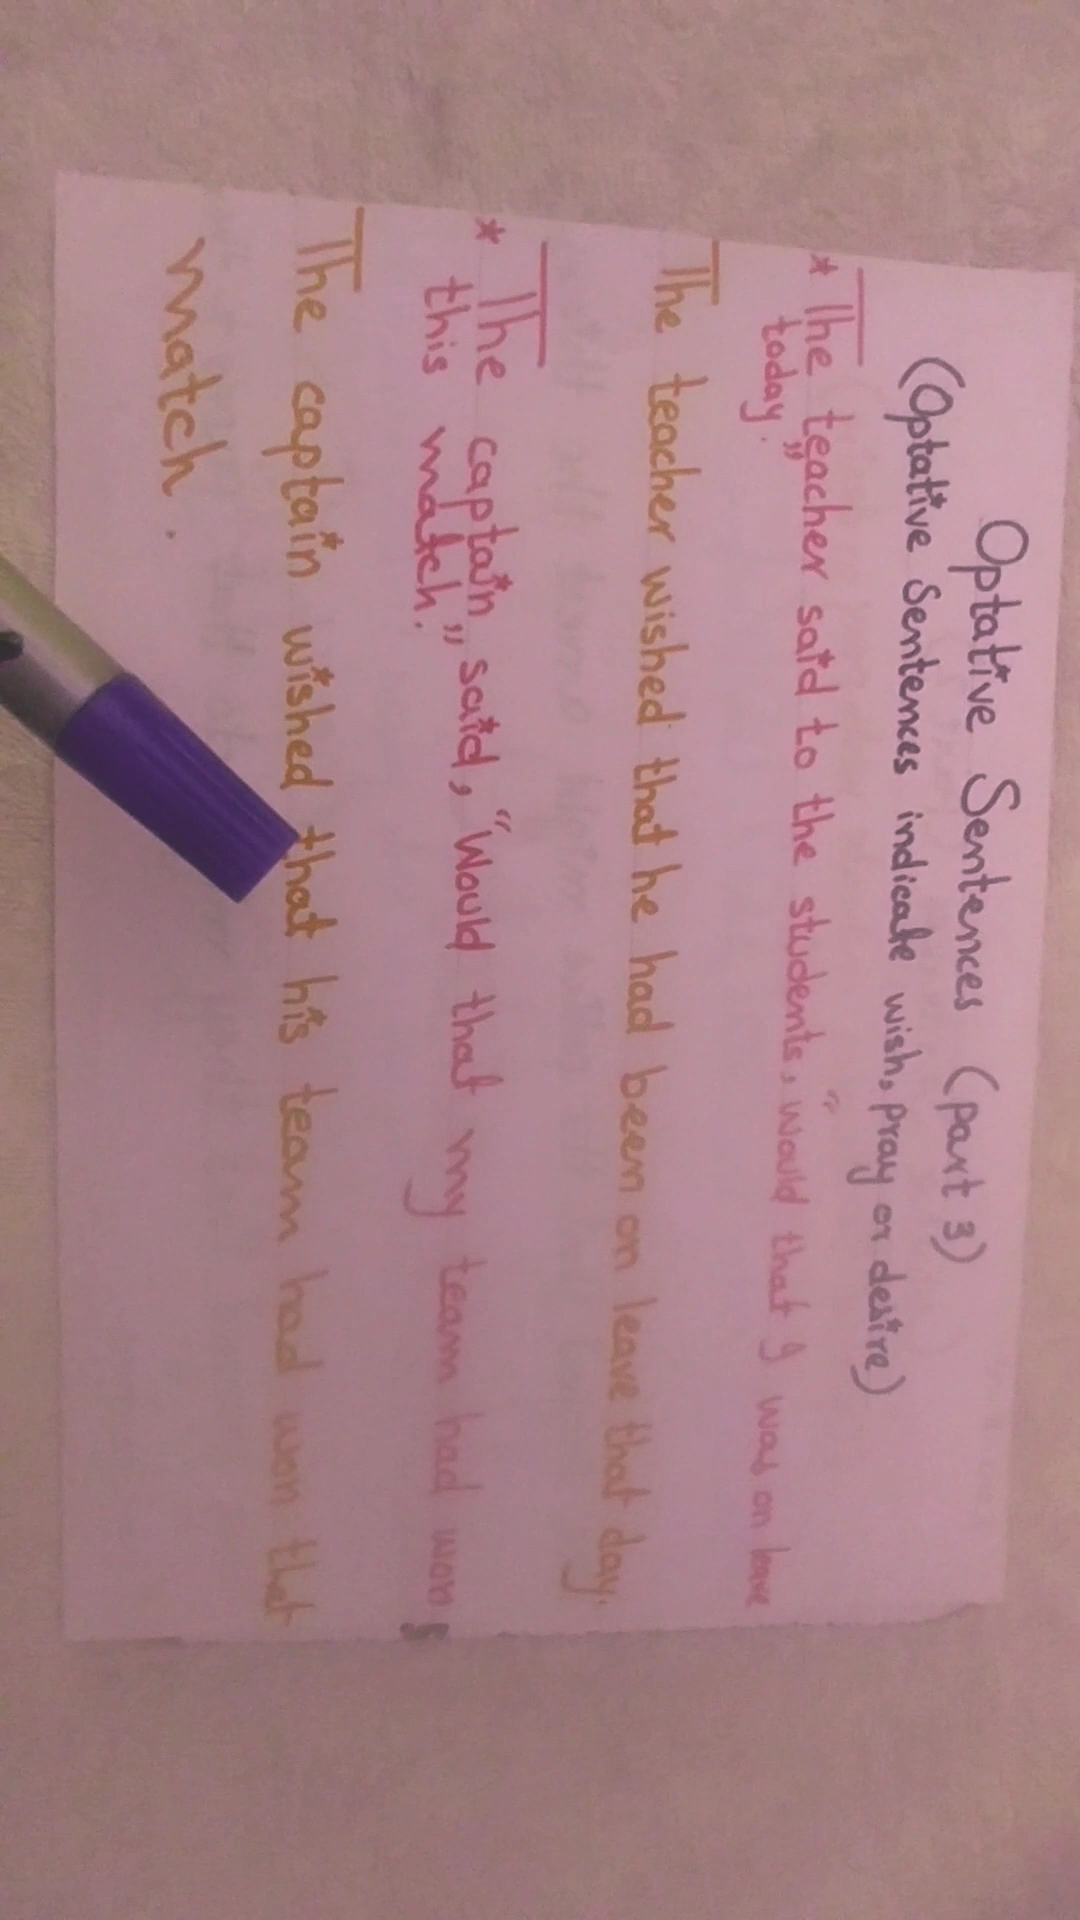 Optative Sentences (part 3)
(Optative Sentences indicate wish, pray or desire)
* The teacher said to the students, "would that I was on leave
today."
The teacher wished that he had been on leave that day.
* The captain said, "Would that my team had won
this match."
The captain wished that his team had won that
match.